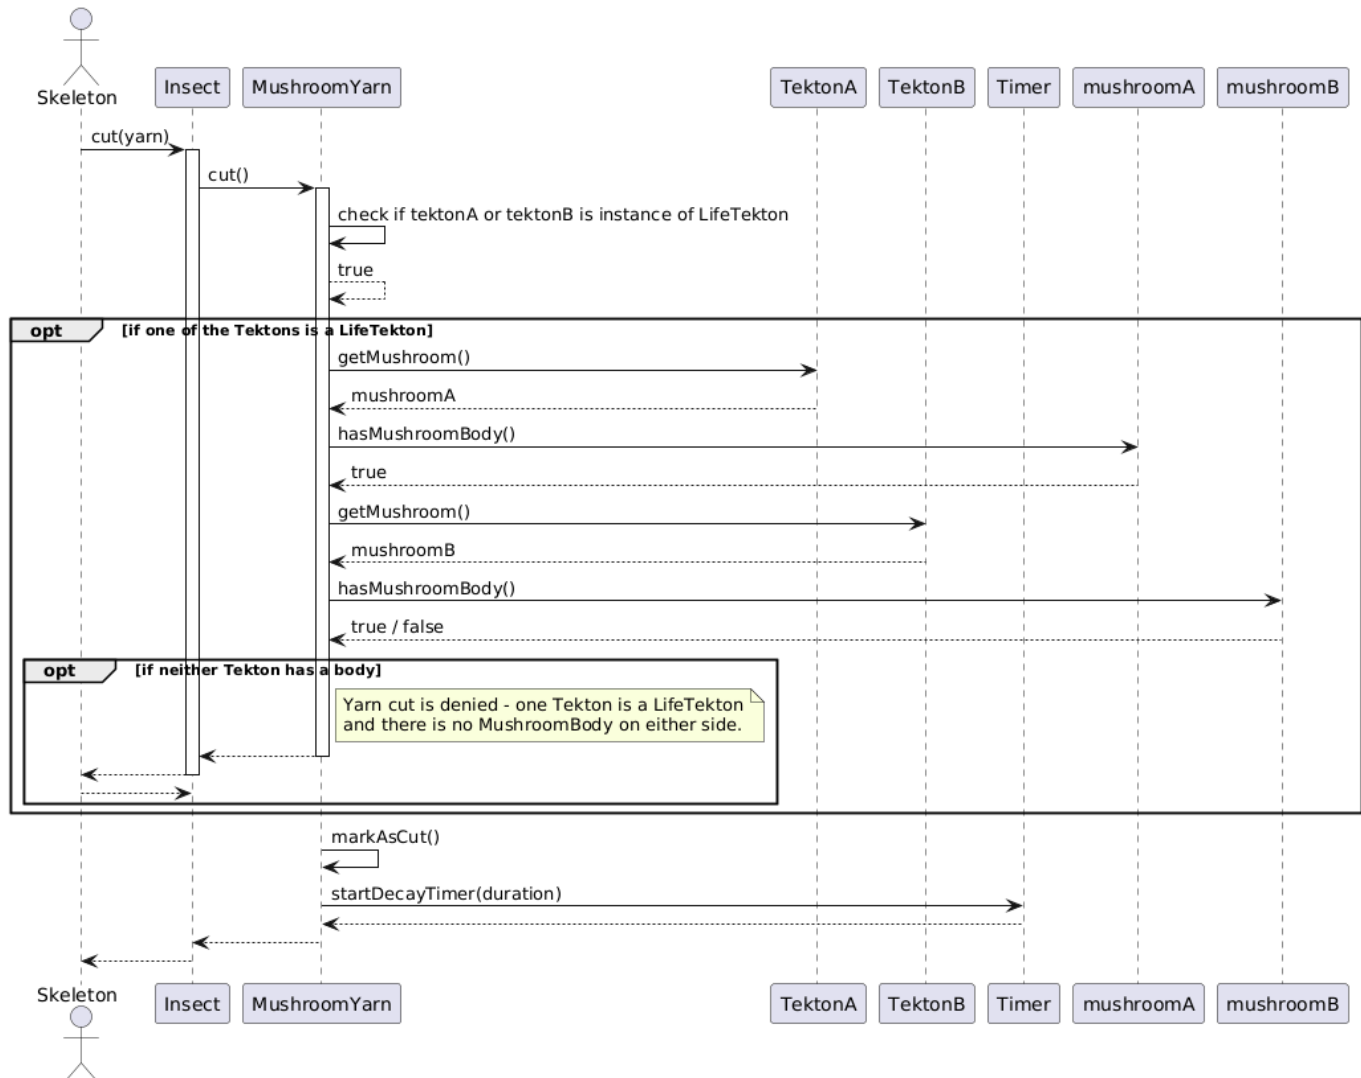 Skeleton
Insect
MushroomYarn
TektonA
TektonB
Timer
mushroomA
mushroomB
cut(yarn)
cut()
check if tektonA or tektonB is instance of LifeTekton
true
opt [if one of the Tektons is a LifeTekton]
getMushroom()
mushroomA
hasMushroomBody()
true
getMushroom()
mushroomB
hasMushroomBody()
true / false
opt [if neither Tekton has a body]
Yarn cut is denied - one Tekton is a LifeTekton
and there is no MushroomBody on either side.
markAsCut()
startDecayTimer(duration)
Skeleton
Insect
MushroomYarn
TektonA
TektonB
Timer
mushroomA
mushroomB